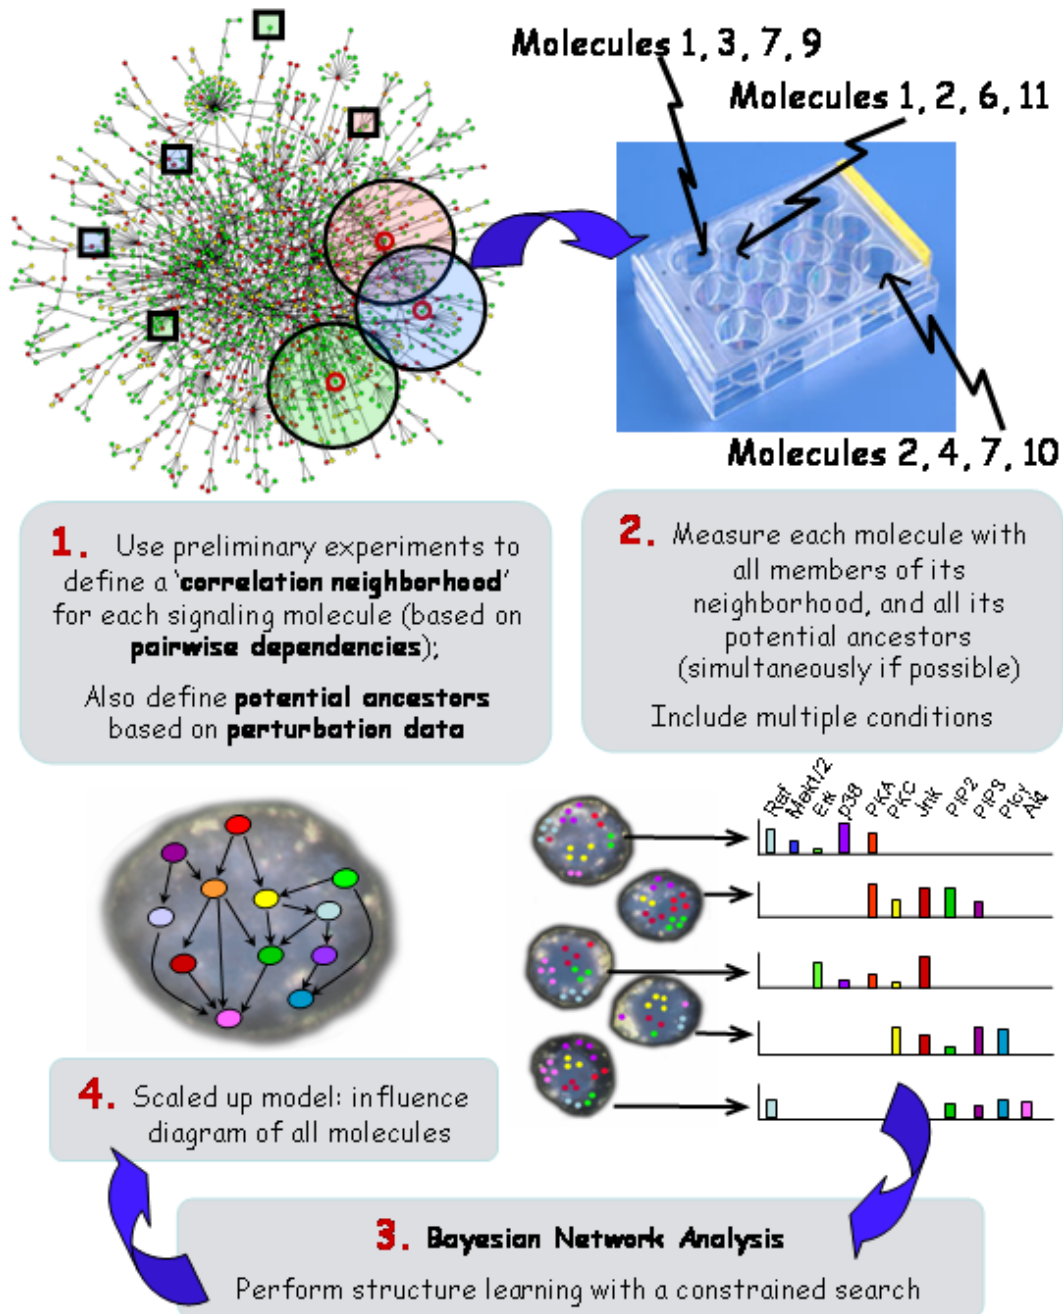 Molecules 1, 3, 7, 9
Molecules 1, 2, 6, 11
Molecules 2, 4, 7, 10
1. Use preliminary experiments to
define a ‘correlation neighborhood’
for each signaling molecule (based on
pairwise dependencies);
Also define potential ancestors
based on perturbation data
2. Measure each molecule with
all members of its
neighborhood, and all its
potential ancestors
(simultaneously if possible)
Include multiple conditions
Raf
Mek1/2
Erk
p38
PKA
PKC
Jnk
PIP2
PIP3
Plcγ
Akt
4. Scaled up model: influence
diagram of all molecules
3. Bayesian Network Analysis
Perform structure learning with a constrained search